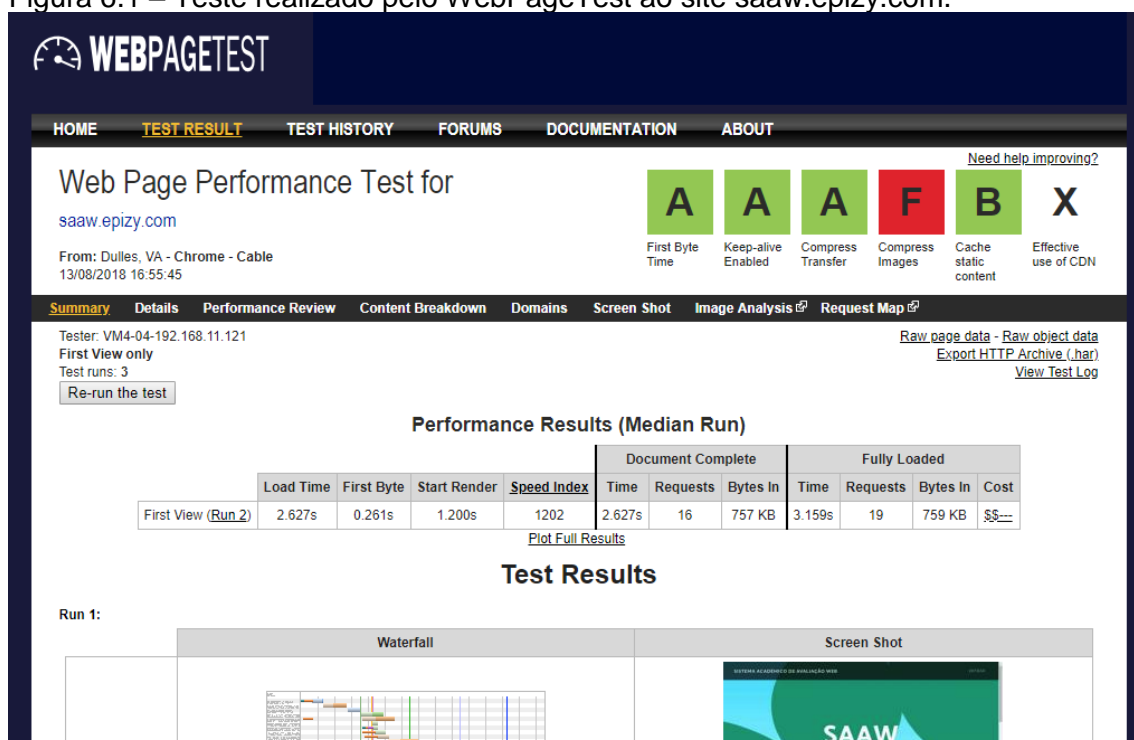 Figura 6.1 – Teste realizado pelo WebPageTest ao site saaw.epizy.com.
WEBPAGETEST
HOME TEST RESULT TEST HISTORY FORUMS DOCUMENTATION ABOUT
Need help improving?
Web Page Performance Test for
saaw.epizy.com
From: Dulles, VA - Chrome - Cable
13/08/2018 16:55:45
A A A F B X
First Byte Time
Keep-alive Enabled
Compress Transfer
Compress Images
Cache static content
Effective use of CDN
Summary Details Performance Review Content Breakdown Domains Screen Shot Image Analysis Request Map
Tester: VM4-04-192.168.11.121
First View only
Test runs: 3
Re-run the test
Raw page data - Raw object data
Export HTTP Archive (.har)
View Test Log
Performance Results (Median Run)
Document Complete Fully Loaded
Load Time First Byte Start Render Speed Index Time Requests Bytes In Time Requests Bytes In Cost
First View (Run 2) 2.627s 0.261s 1.200s 1202 2.627s 16 757 KB 3.159s 19 759 KB $$---
Plot Full Results
Test Results
Run 1:
Waterfall Screen Shot
SISTEMA ACADÊMICO DE AVALIAÇÃO WEB
SAAW